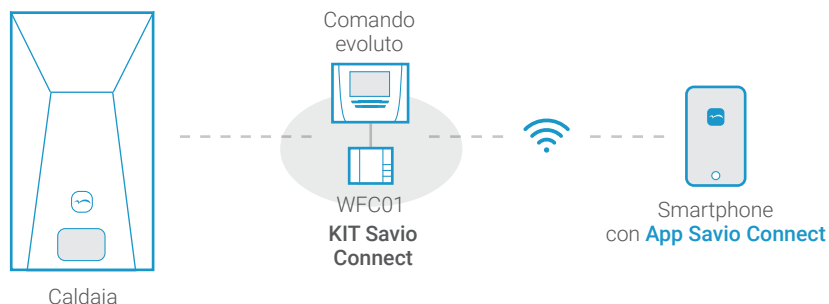 Comando
evoluto
WFC01
KIT Savio
Connect
Smartphone
con App Savio Connect
Caldaia